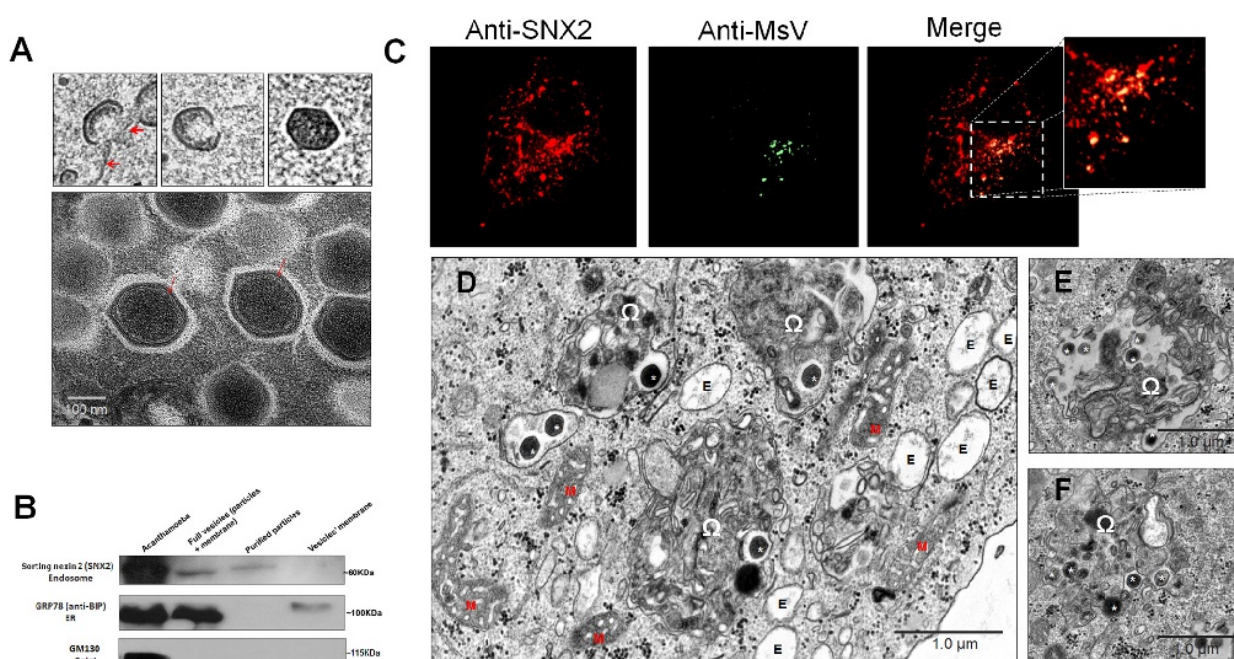 A
100 nm
B
Acanthamoeba
Full vesicles (particles
+ membrane)
Purified particles
Vesicles' membrane
Sorting nexin 2 (SNX2)
Endosome
~60KDa
GRP78 (anti-BIP)
ER
~100KDa
GM130
~115KDa
C
Anti-SNX2
Anti-MsV
Merge
D
Ω
Ω
Ω
*
*
*
*
*
E
E
E
E
E
E
E
E
M
M
M
M
M
1.0 µm
E
Ω
1.0 µm
F
Ω
1.0 µm